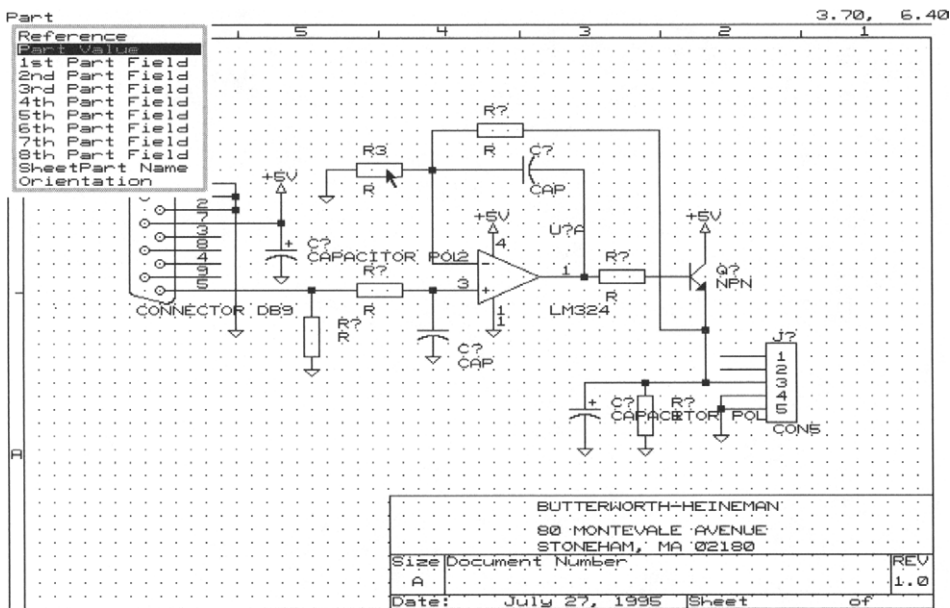 Part 3.70, 6.40
Reference
Part Value
1st Part Field
2nd Part Field
3rd Part Field
4th Part Field
5th Part Field
6th Part Field
7th Part Field
8th Part Field
SheetPart Name
Orientation
5 4 3 2 1
R?
R
R3
R
C?
CAP
+5V
2
7
3
8
4
9
5
CONNECTOR DB9
C?
CAPACITOR POL
R?
R
R?
R
C?
CAP
+5V
4
U?A
2
3
1
1
1
LM324
R?
R
+5V
Q?
NPN
J?
1
2
3
4
5
CON5
C?
CAPACITOR POL
R?
R
A
BUTTERWORTH-HEINEMAN
80 MONTEVALE AVENUE
STONEHAM, MA 02180
Size Document Number REV
A 1.0
Date: July 27, 1995 Sheet of